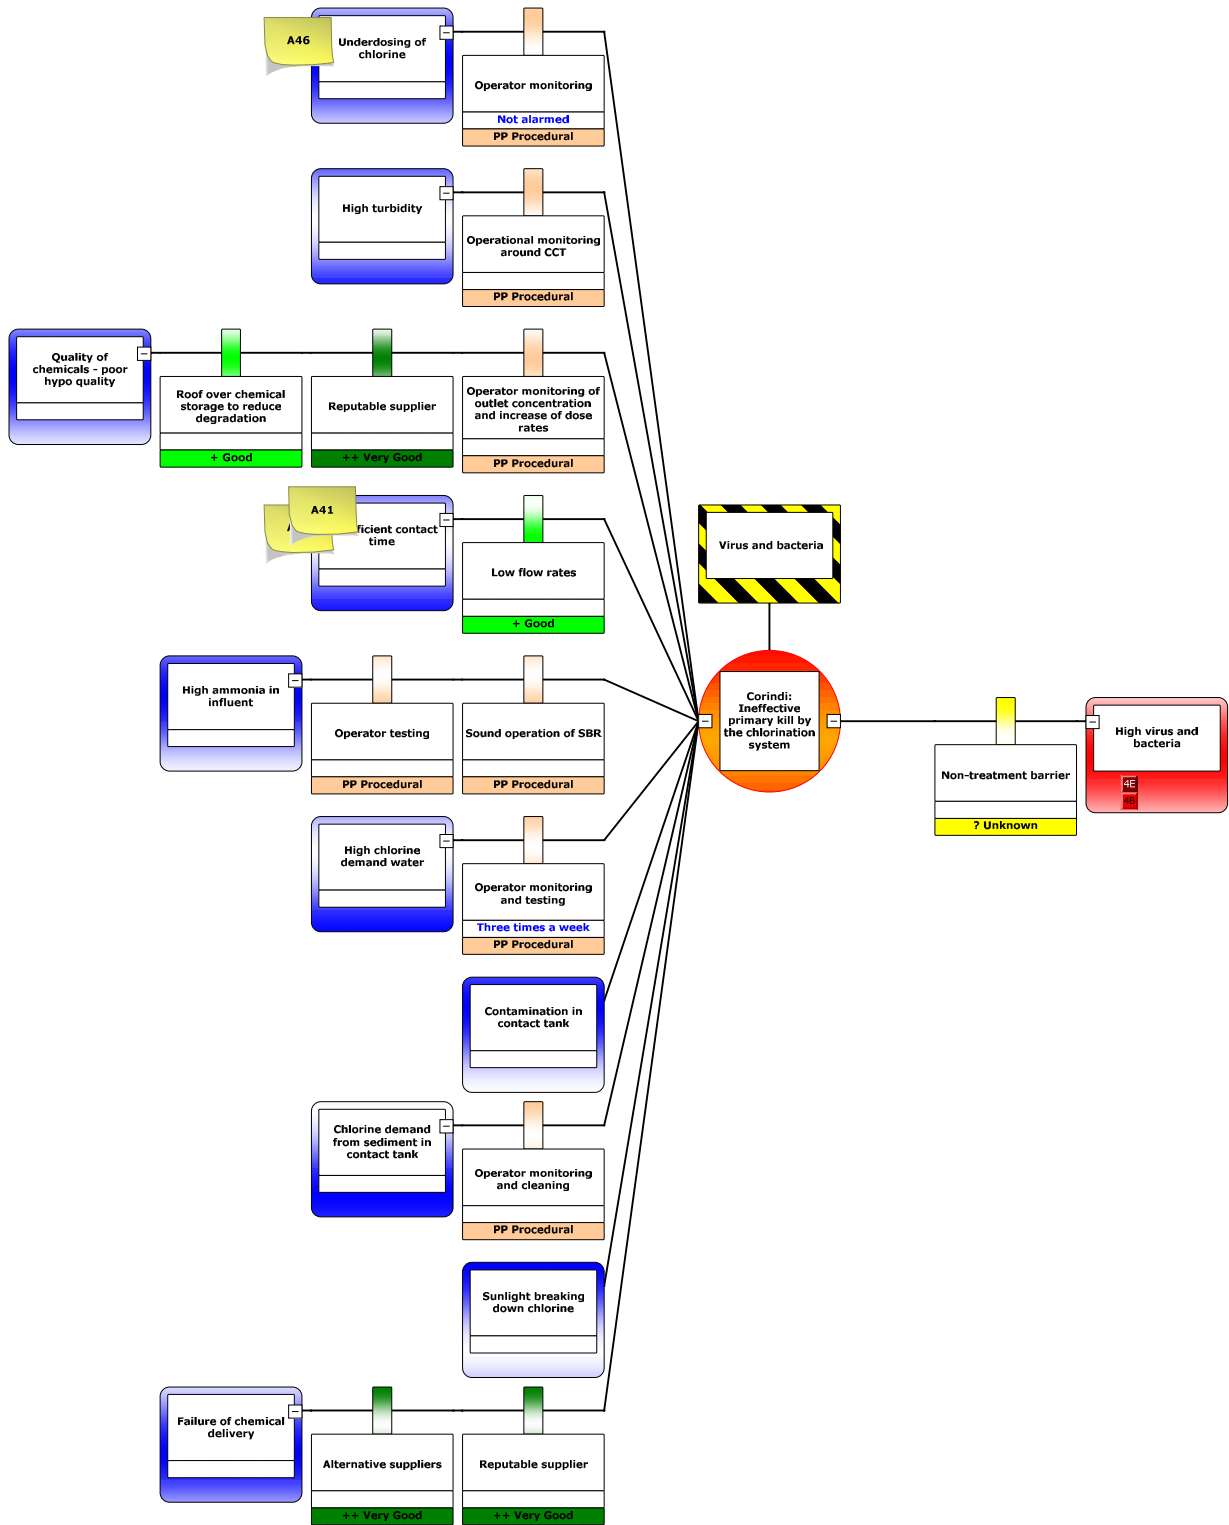 A46
Underdosing of
chlorine
Operator monitoring
Not alarmed
PP Procedural
High turbidity
Operational monitoring
around CCT
PP Procedural
Quality of
chemicals - poor
hypo quality
Roof over chemical
storage to reduce
degradation
+ Good
Reputable supplier
++ Very Good
Operator monitoring of
outlet concentration
and increase of dose
rates
PP Procedural
A41
contact
time
Low flow rates
+ Good
Virus and bacteria
High ammonia in
influent
Operator testing
PP Procedural
Sound operation of SBR
PP Procedural
Corindi:
Ineffective
primary kill by
the chlorination
system
Non-treatment barrier
? Unknown
High virus and
bacteria
4E
4B
High chlorine
demand water
Operator monitoring
and testing
Three times a week
PP Procedural
Contamination in
contact tank
Chlorine demand
from sediment in
contact tank
Operator monitoring
and cleaning
PP Procedural
Sunlight breaking
down chlorine
Failure of chemical
delivery
Alternative suppliers
++ Very Good
Reputable supplier
++ Very Good